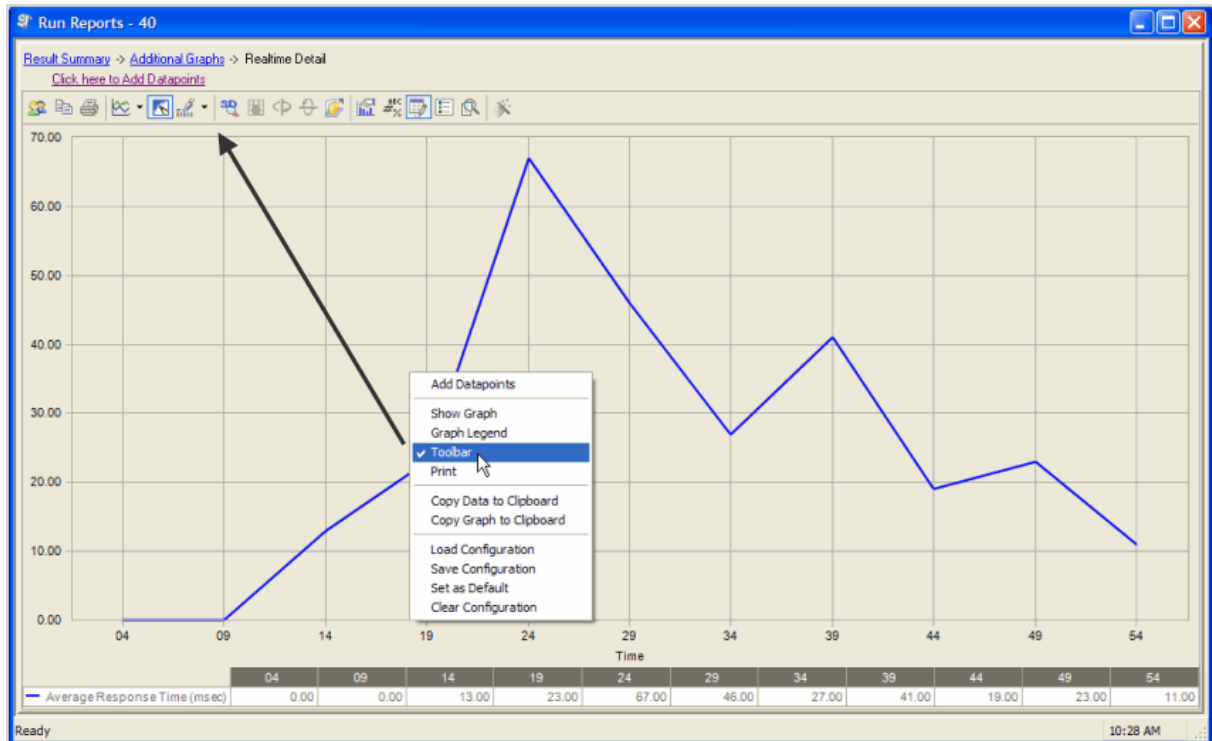 Run Reports - 40
Result Summary -> Additional Graphs -> Realtime Detail
Click here to Add Datapoints
70.00
60.00
50.00
40.00
30.00
20.00
10.00
0.00
Add Datapoints
Show Graph
Graph Legend
Toolbar
Print
Copy Data to Clipboard
Copy Graph to Clipboard
Load Configuration
Save Configuration
Set as Default
Clear Configuration
04 09 14 19 24 29 34 39 44 49 54
Time
04 09 14 19 24 29 34 39 44 49 54
Average Response Time (msec) 0.00 0.00 13.00 23.00 67.00 46.00 27.00 41.00 19.00 23.00 11.00
Ready 10:28 AM